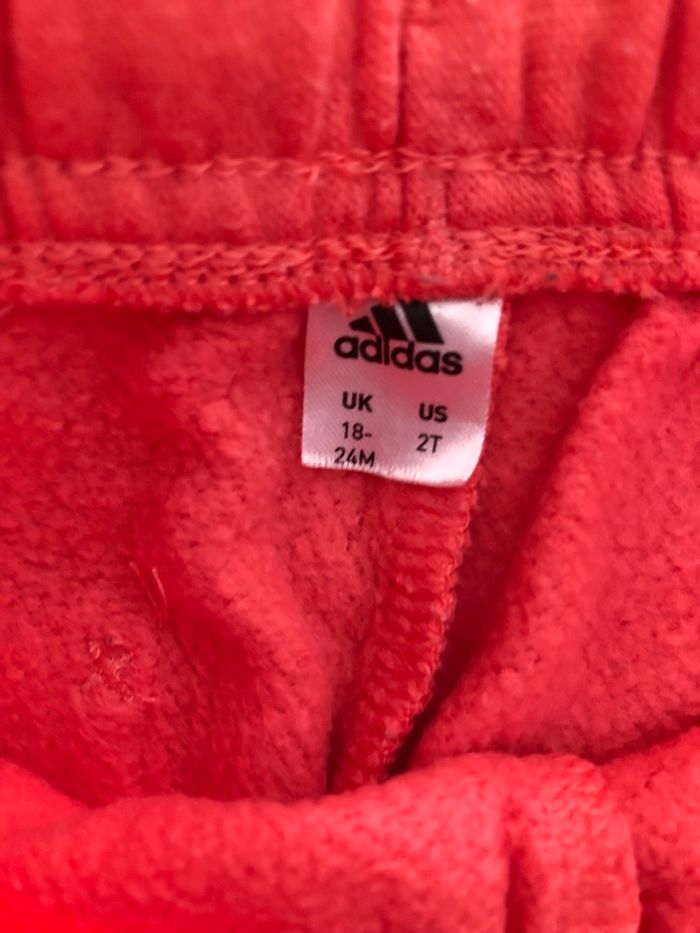 adidas
UK US
18- 2T
24M